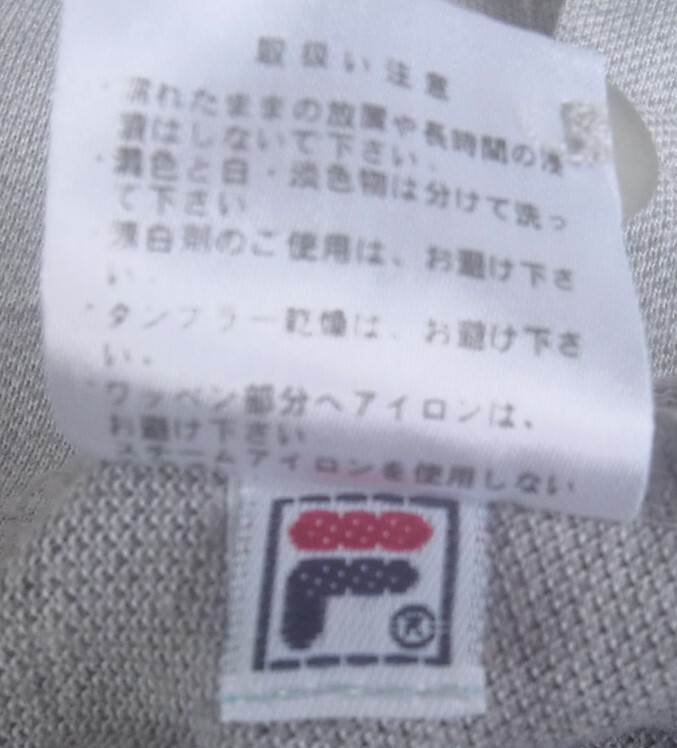 取扱い注意
・濡れたままの放置や長時間の浸
漬はしないで下さい。
・濃色と白・淡色物は分けて洗っ
て下さい
・漂白剤のご使用は、お避け下さ
い。
・タンブラー乾燥は、お避け下さ
い。
・ワッペン部分へアイロンは、
お避け下さい
スチームアイロンを使用しない
F
®